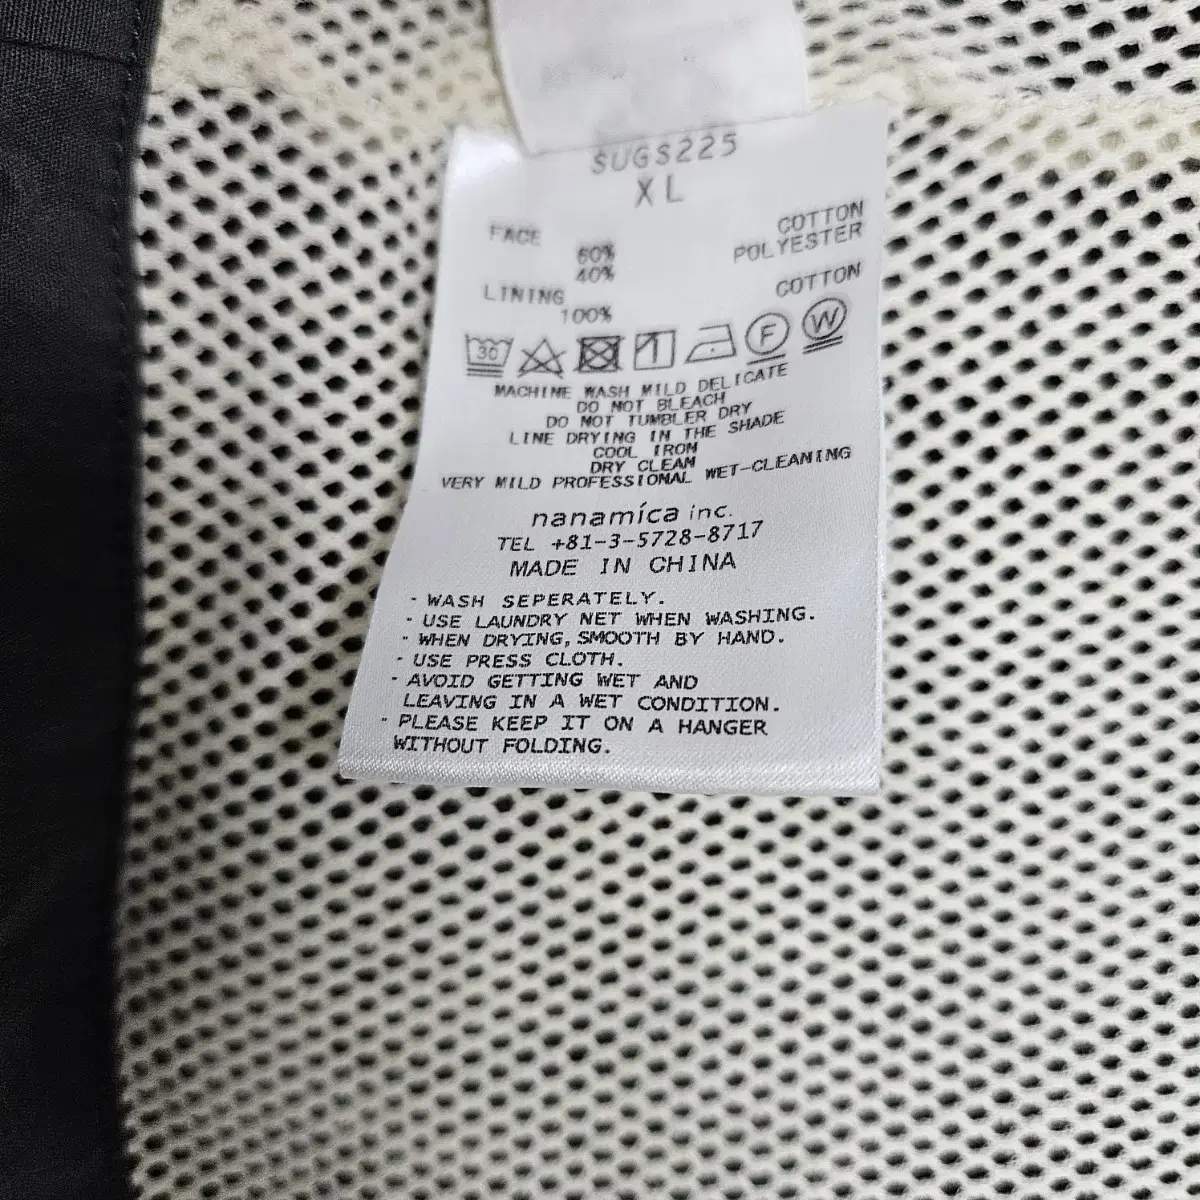 SUGS225
XL
FACE
60% COTTON
40% POLYESTER
LINING
100% COTTON
30 1 F W
MACHINE WASH MILD DELICATE
DO NOT BLEACH
DO NOT TUMBLER DRY
LINE DRYING IN THE SHADE
COOL IRON
DRY CLEAN
VERY MILD PROFESSIONAL WET-CLEANING
nanamica inc.
TEL +81-3-5728-8717
MADE IN CHINA
· WASH SEPERATELY.
· USE LAUNDRY NET WHEN WASHING.
· WHEN DRYING, SMOOTH BY HAND.
· USE PRESS CLOTH.
· AVOID GETTING WET AND
LEAVING IN A WET CONDITION.
· PLEASE KEEP IT ON A HANGER
WITHOUT FOLDING.